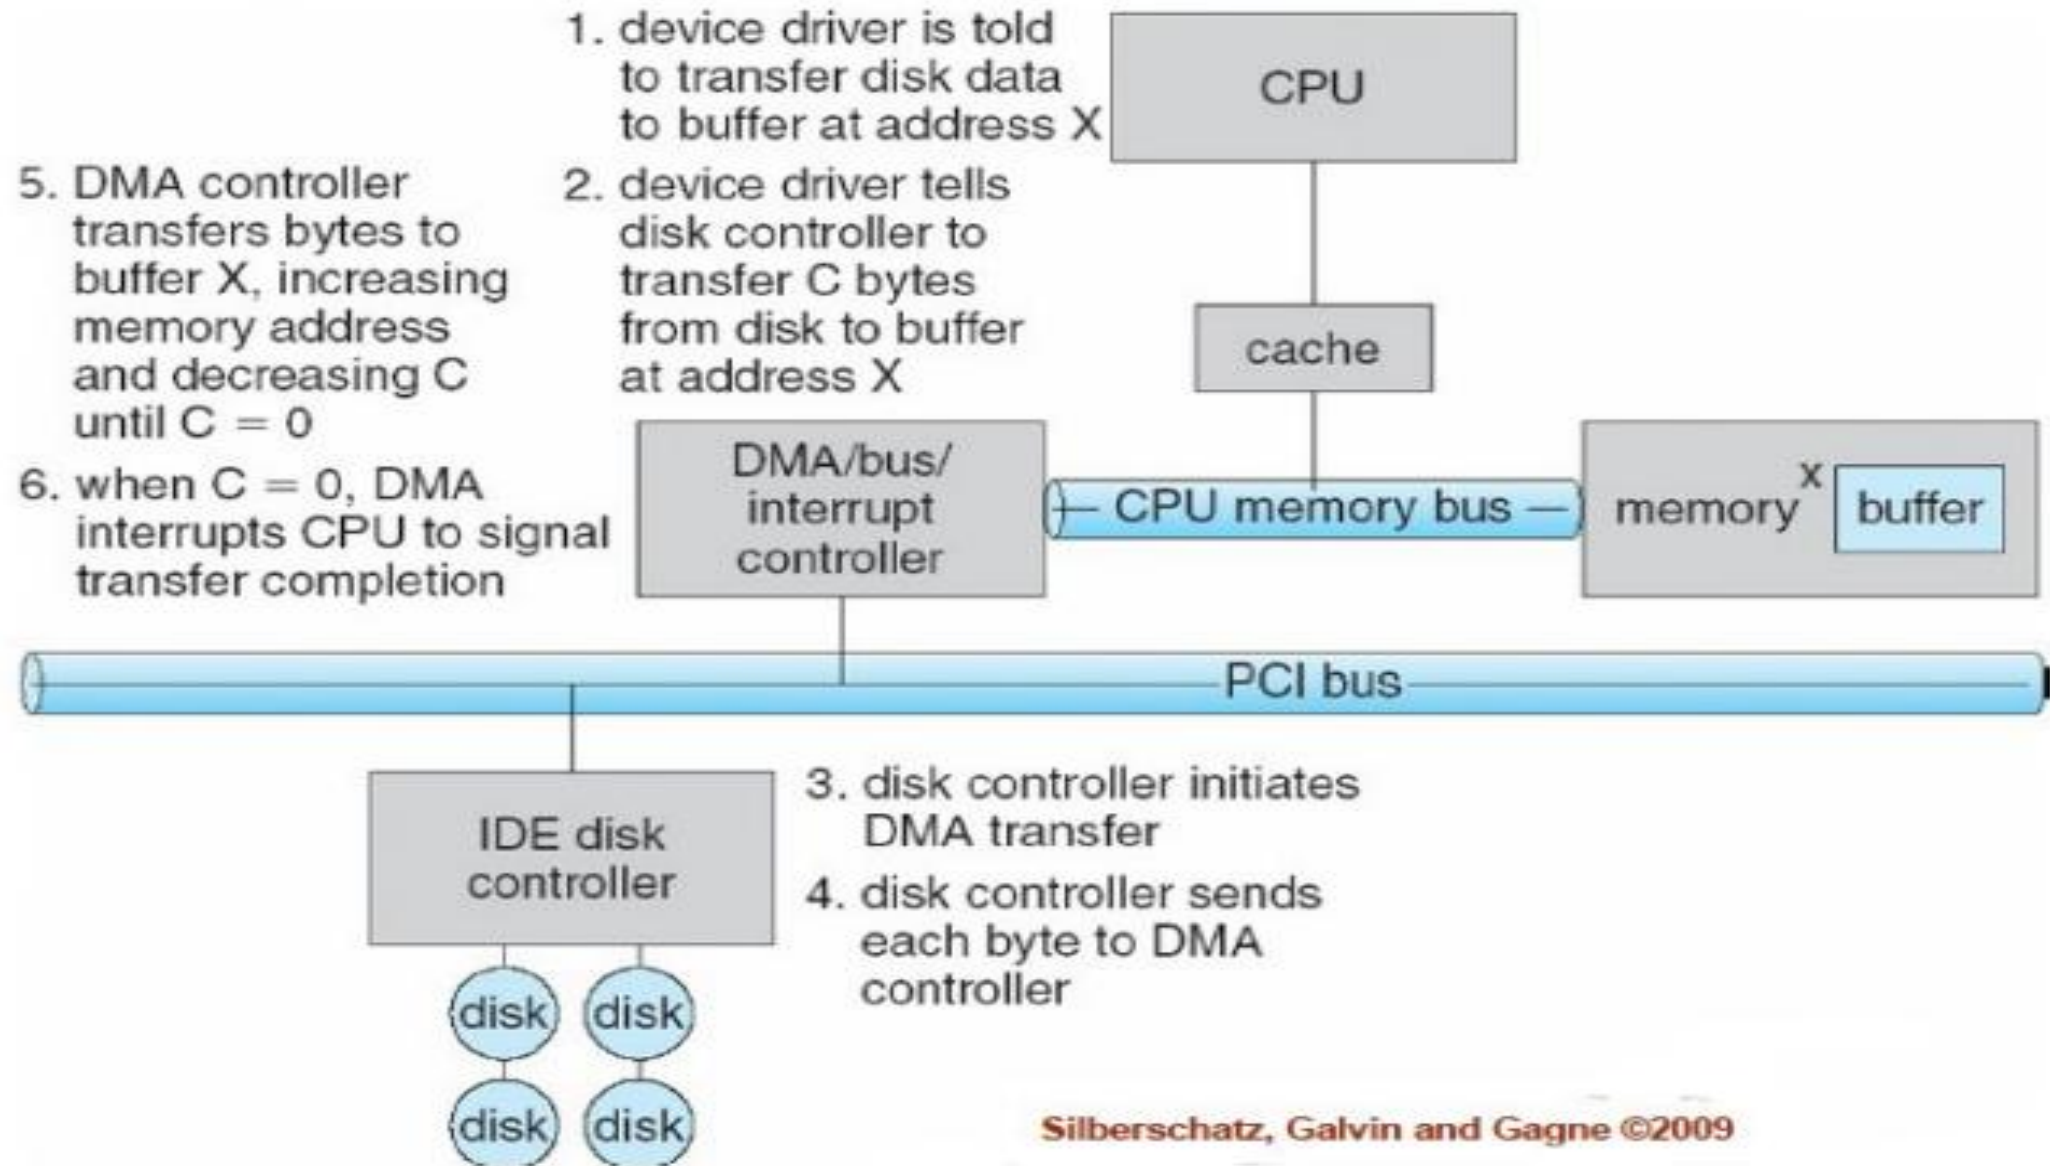 1. device driver is told
to transfer disk data
to buffer at address X
CPU
5. DMA controller
transfers bytes to
buffer X, increasing
memory address
and decreasing C
until C = 0
2. device driver tells
disk controller to
transfer C bytes
from disk to buffer
at address X
cache
6. when C = 0, DMA
interrupts CPU to signal
transfer completion
DMA/bus/
interrupt
controller
CPU memory bus
memory
x
buffer
PCI bus
IDE disk
controller
3. disk controller initiates
DMA transfer
4. disk controller sends
each byte to DMA
controller
disk
disk
disk
disk
Silberschatz, Galvin and Gagne ©2009